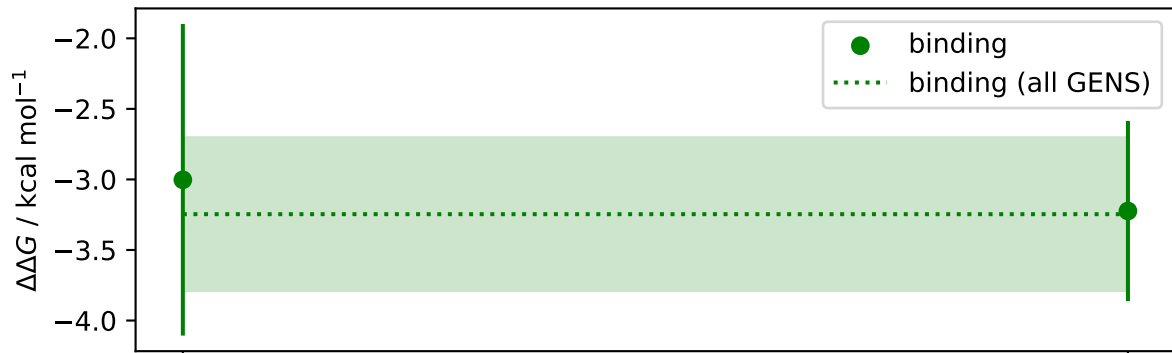 −2.0
−2.5
−3.0
−3.5
−4.0
ΔΔG / kcal mol⁻¹
binding
binding (all GENS)